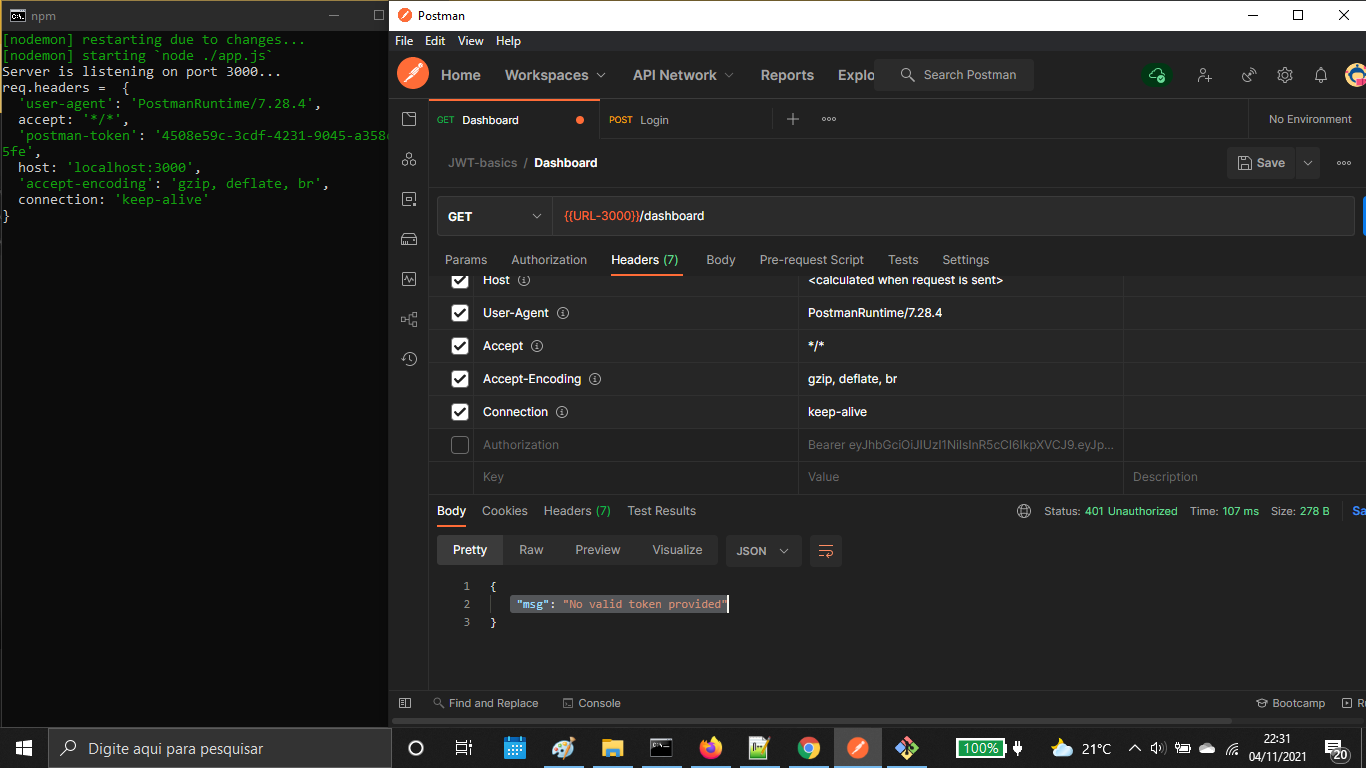 npm
[nodemon] restarting due to changes...
[nodemon] starting `node ./app.js`
Server is listening on port 3000...
req.headers =  {
  'user-agent': 'PostmanRuntime/7.28.4',
  accept: '*/*',
  'postman-token': '4508e59c-3cdf-4231-9045-a358
5fe',
  host: 'localhost:3000',
  'accept-encoding': 'gzip, deflate, br',
  connection: 'keep-alive'
}
Postman
File Edit View Help
Home Workspaces API Network Reports Explo Search Postman
GET Dashboard POST Login No Environment
JWT-basics / Dashboard Save
GET {{URL-3000}}/dashboard
Params Authorization Headers (7) Body Pre-request Script Tests Settings
Host <calculated when request is sent>
User-Agent PostmanRuntime/7.28.4
Accept */*
Accept-Encoding gzip, deflate, br
Connection keep-alive
Authorization Bearer eyJhbGciOiJIUzI1NiIsInR5cCI6IkpXVCJ9.eyJp...
Key Value Description
Body Cookies Headers (7) Test Results Status: 401 Unauthorized Time: 107 ms Size: 278 B Sa
Pretty Raw Preview Visualize JSON
1 {
2 "msg": "No valid token provided"
3 }
Find and Replace Console Bootcamp R
Digite aqui para pesquisar 100% 21°C 22:31
04/11/2021 20